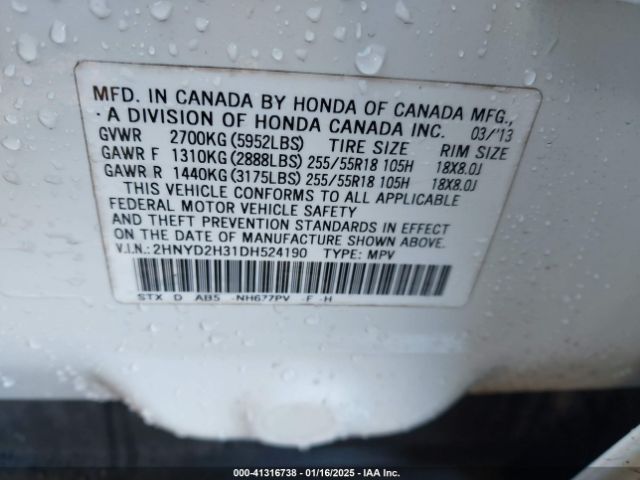 MFD. IN CANADA BY HONDA OF CANADA MFG.,
A DIVISION OF HONDA CANADA INC. 03/'13
GVWR 2700KG (5952LBS) TIRE SIZE RIM SIZE
GAWR F 1310KG (2888LBS) 255/55R18 105H 18X8.0J
GAWR R 1440KG (3175LBS) 255/55R18 105H 18X8.0J
THIS VEHICLE CONFORMS TO ALL APPLICABLE
FEDERAL MOTOR VEHICLE SAFETY
AND THEFT PREVENTION STANDARDS IN EFFECT
ON THE DATE OF MANUFACTURE SHOWN ABOVE.
V.I.N.: 2HNYD2H31DH524190 TYPE: MPV
STX D AB5 -NH677PV -F -H
000-41316738 - 01/16/2025 - IAA Inc.